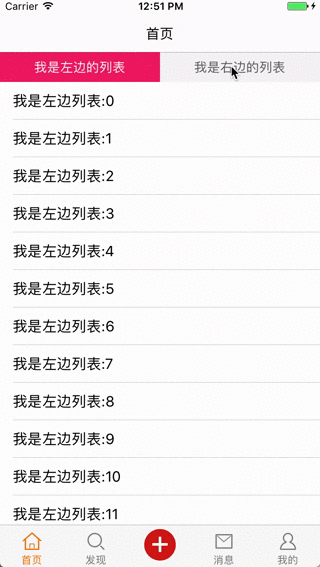 Carrier 12:51 PM
首页
我是左边的列表 我是右边的列表
我是左边列表:0
我是左边列表:1
我是左边列表:2
我是左边列表:3
我是左边列表:4
我是左边列表:5
我是左边列表:6
我是左边列表:7
我是左边列表:8
我是左边列表:9
我是左边列表:10
我是左边列表:11
首页 发现 消息 我的